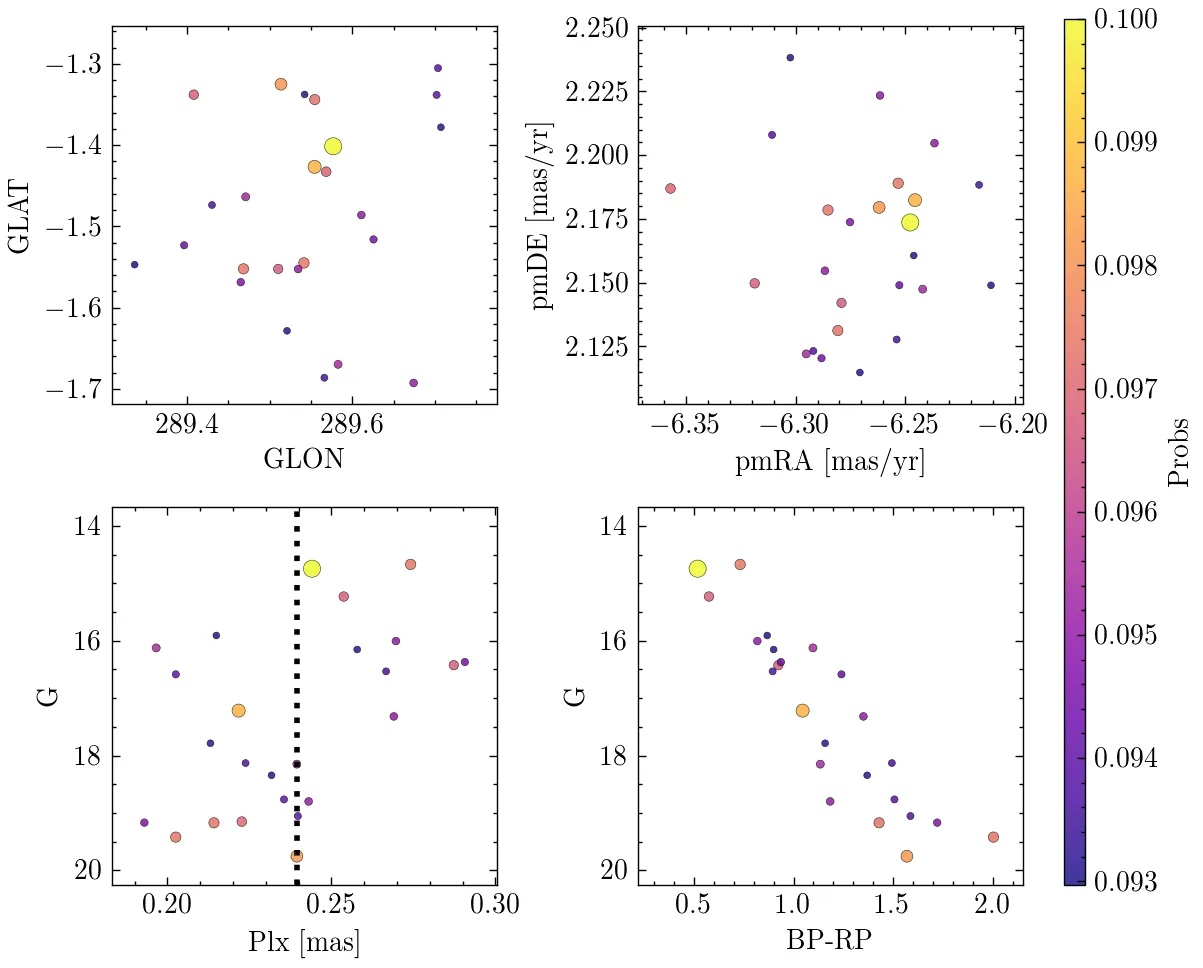 −1.3
−1.4
−1.5
−1.6
−1.7
GLAT
289.4 289.6
GLON
2.250
2.225
2.200
2.175
2.150
2.125
pmDE [mas/yr]
−6.35 −6.30 −6.25 −6.20
pmRA [mas/yr]
14
16
18
20
G
0.20 0.25 0.30
Plx [mas]
14
16
18
20
G
0.5 1.0 1.5 2.0
BP-RP
0.100
0.099
0.098
0.097
0.096
0.095
0.094
0.093
Probs